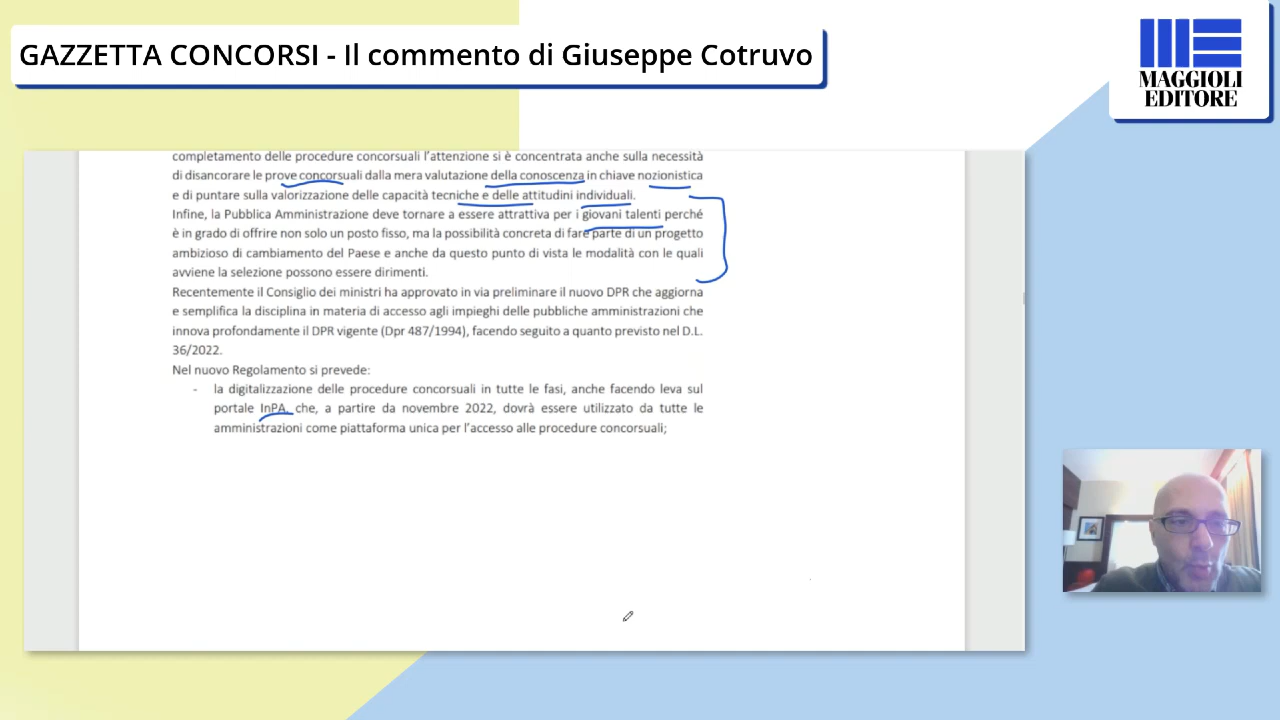 GAZZETTA CONCORSI - Il commento di Giuseppe Cotruvo
MAGGIOLI
EDITORE
completamento delle procedure concorsuali l'attenzione si è concentrata anche sulla necessità
di disancorare le prove concorsuali dalla mera valutazione della conoscenza in chiave nozionistica
e di puntare sulla valorizzazione delle capacità tecniche e delle attitudini individuali.
Infine, la Pubblica Amministrazione deve tornare a essere attrattiva per i giovani talenti perché
è in grado di offrire non solo un posto fisso, ma la possibilità concreta di fare parte di un progetto
ambizioso di cambiamento del Paese e anche da questo punto di vista le modalità con le quali
avviene la selezione possono essere dirimenti.
Recentemente il Consiglio dei ministri ha approvato in via preliminare il nuovo DPR che aggiorna
e semplifica la disciplina in materia di accesso agli impieghi delle pubbliche amministrazioni che
innova profondamente il DPR vigente (Dpr 487/1994), facendo seguito a quanto previsto nel D.L.
36/2022.
Nel nuovo Regolamento si prevede:
- la digitalizzazione delle procedure concorsuali in tutte le fasi, anche facendo leva sul
portale InPA, che, a partire da novembre 2022, dovrà essere utilizzato da tutte le
amministrazioni come piattaforma unica per l'accesso alle procedure concorsuali;